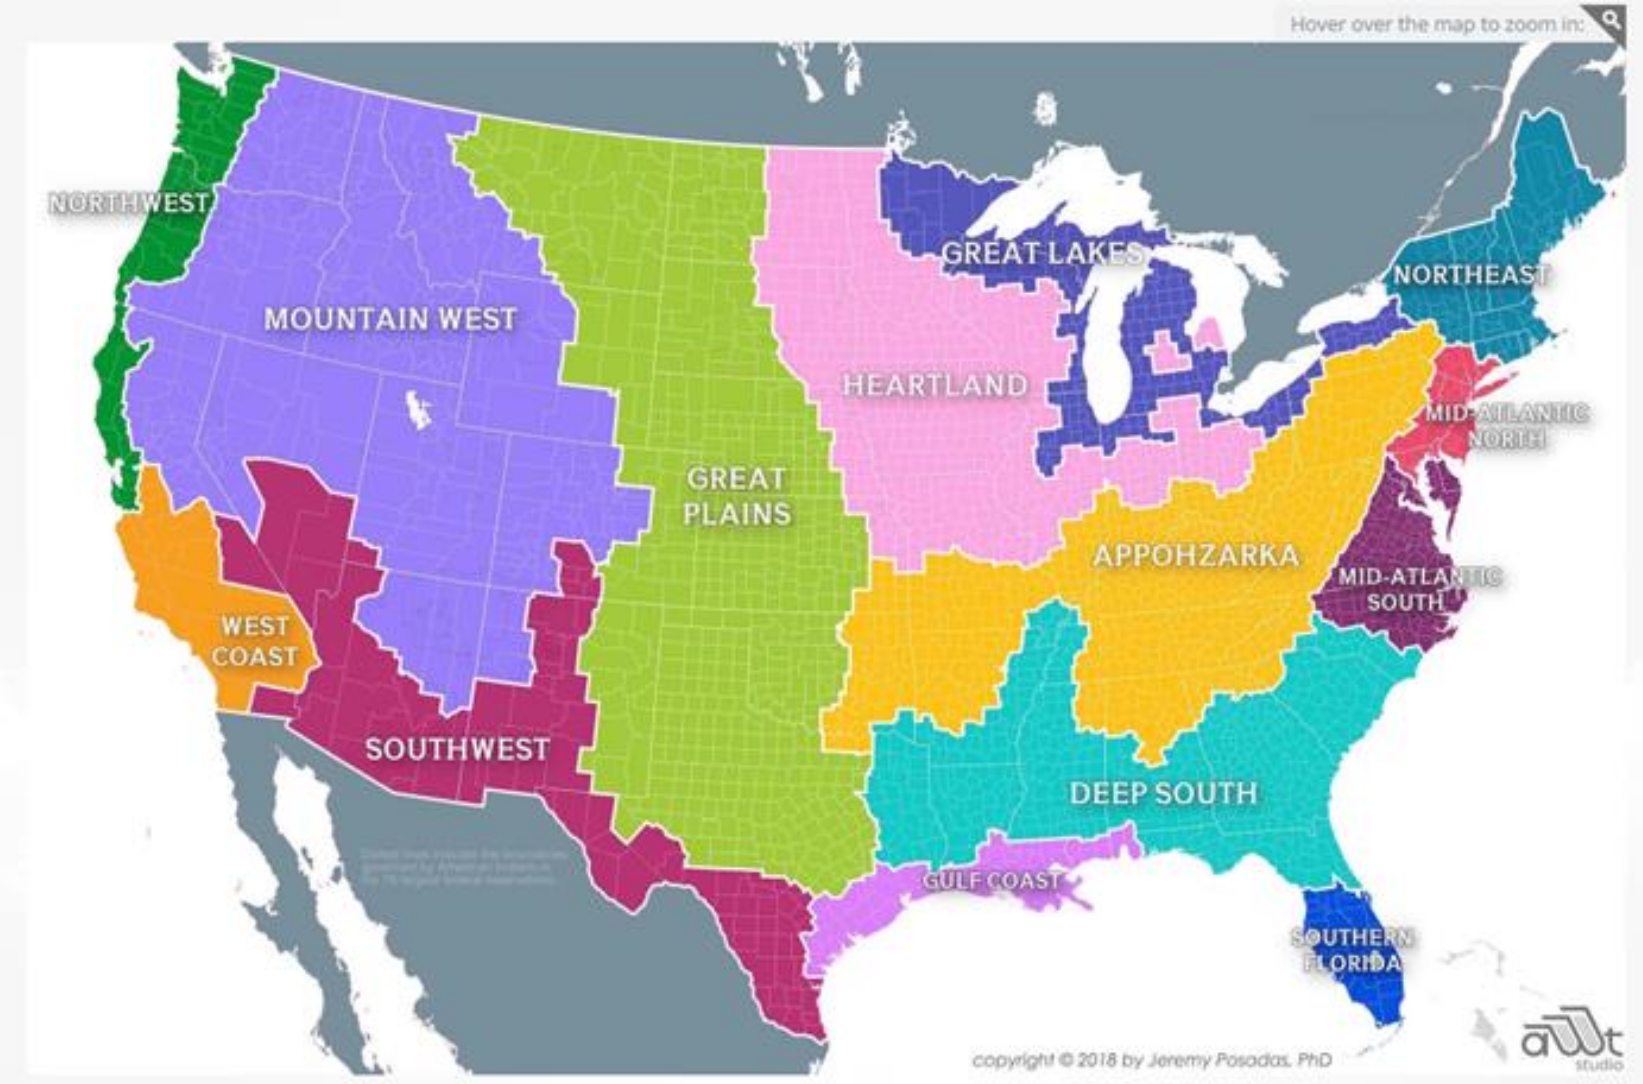 Hover over the map to zoom in:
NORTHWEST
MOUNTAIN WEST
GREAT LAKES
NORTHEAST
HEARTLAND
MID-ATLANTIC
NORTH
GREAT
PLAINS
APPOHZARKA
MID-ATLANTIC
SOUTH
WEST
COAST
SOUTHWEST
DEEP SOUTH
GULF COAST
SOUTHERN
FLORIDA
copyright © 2018 by Jeremy Posadas, PhD
awt
studio